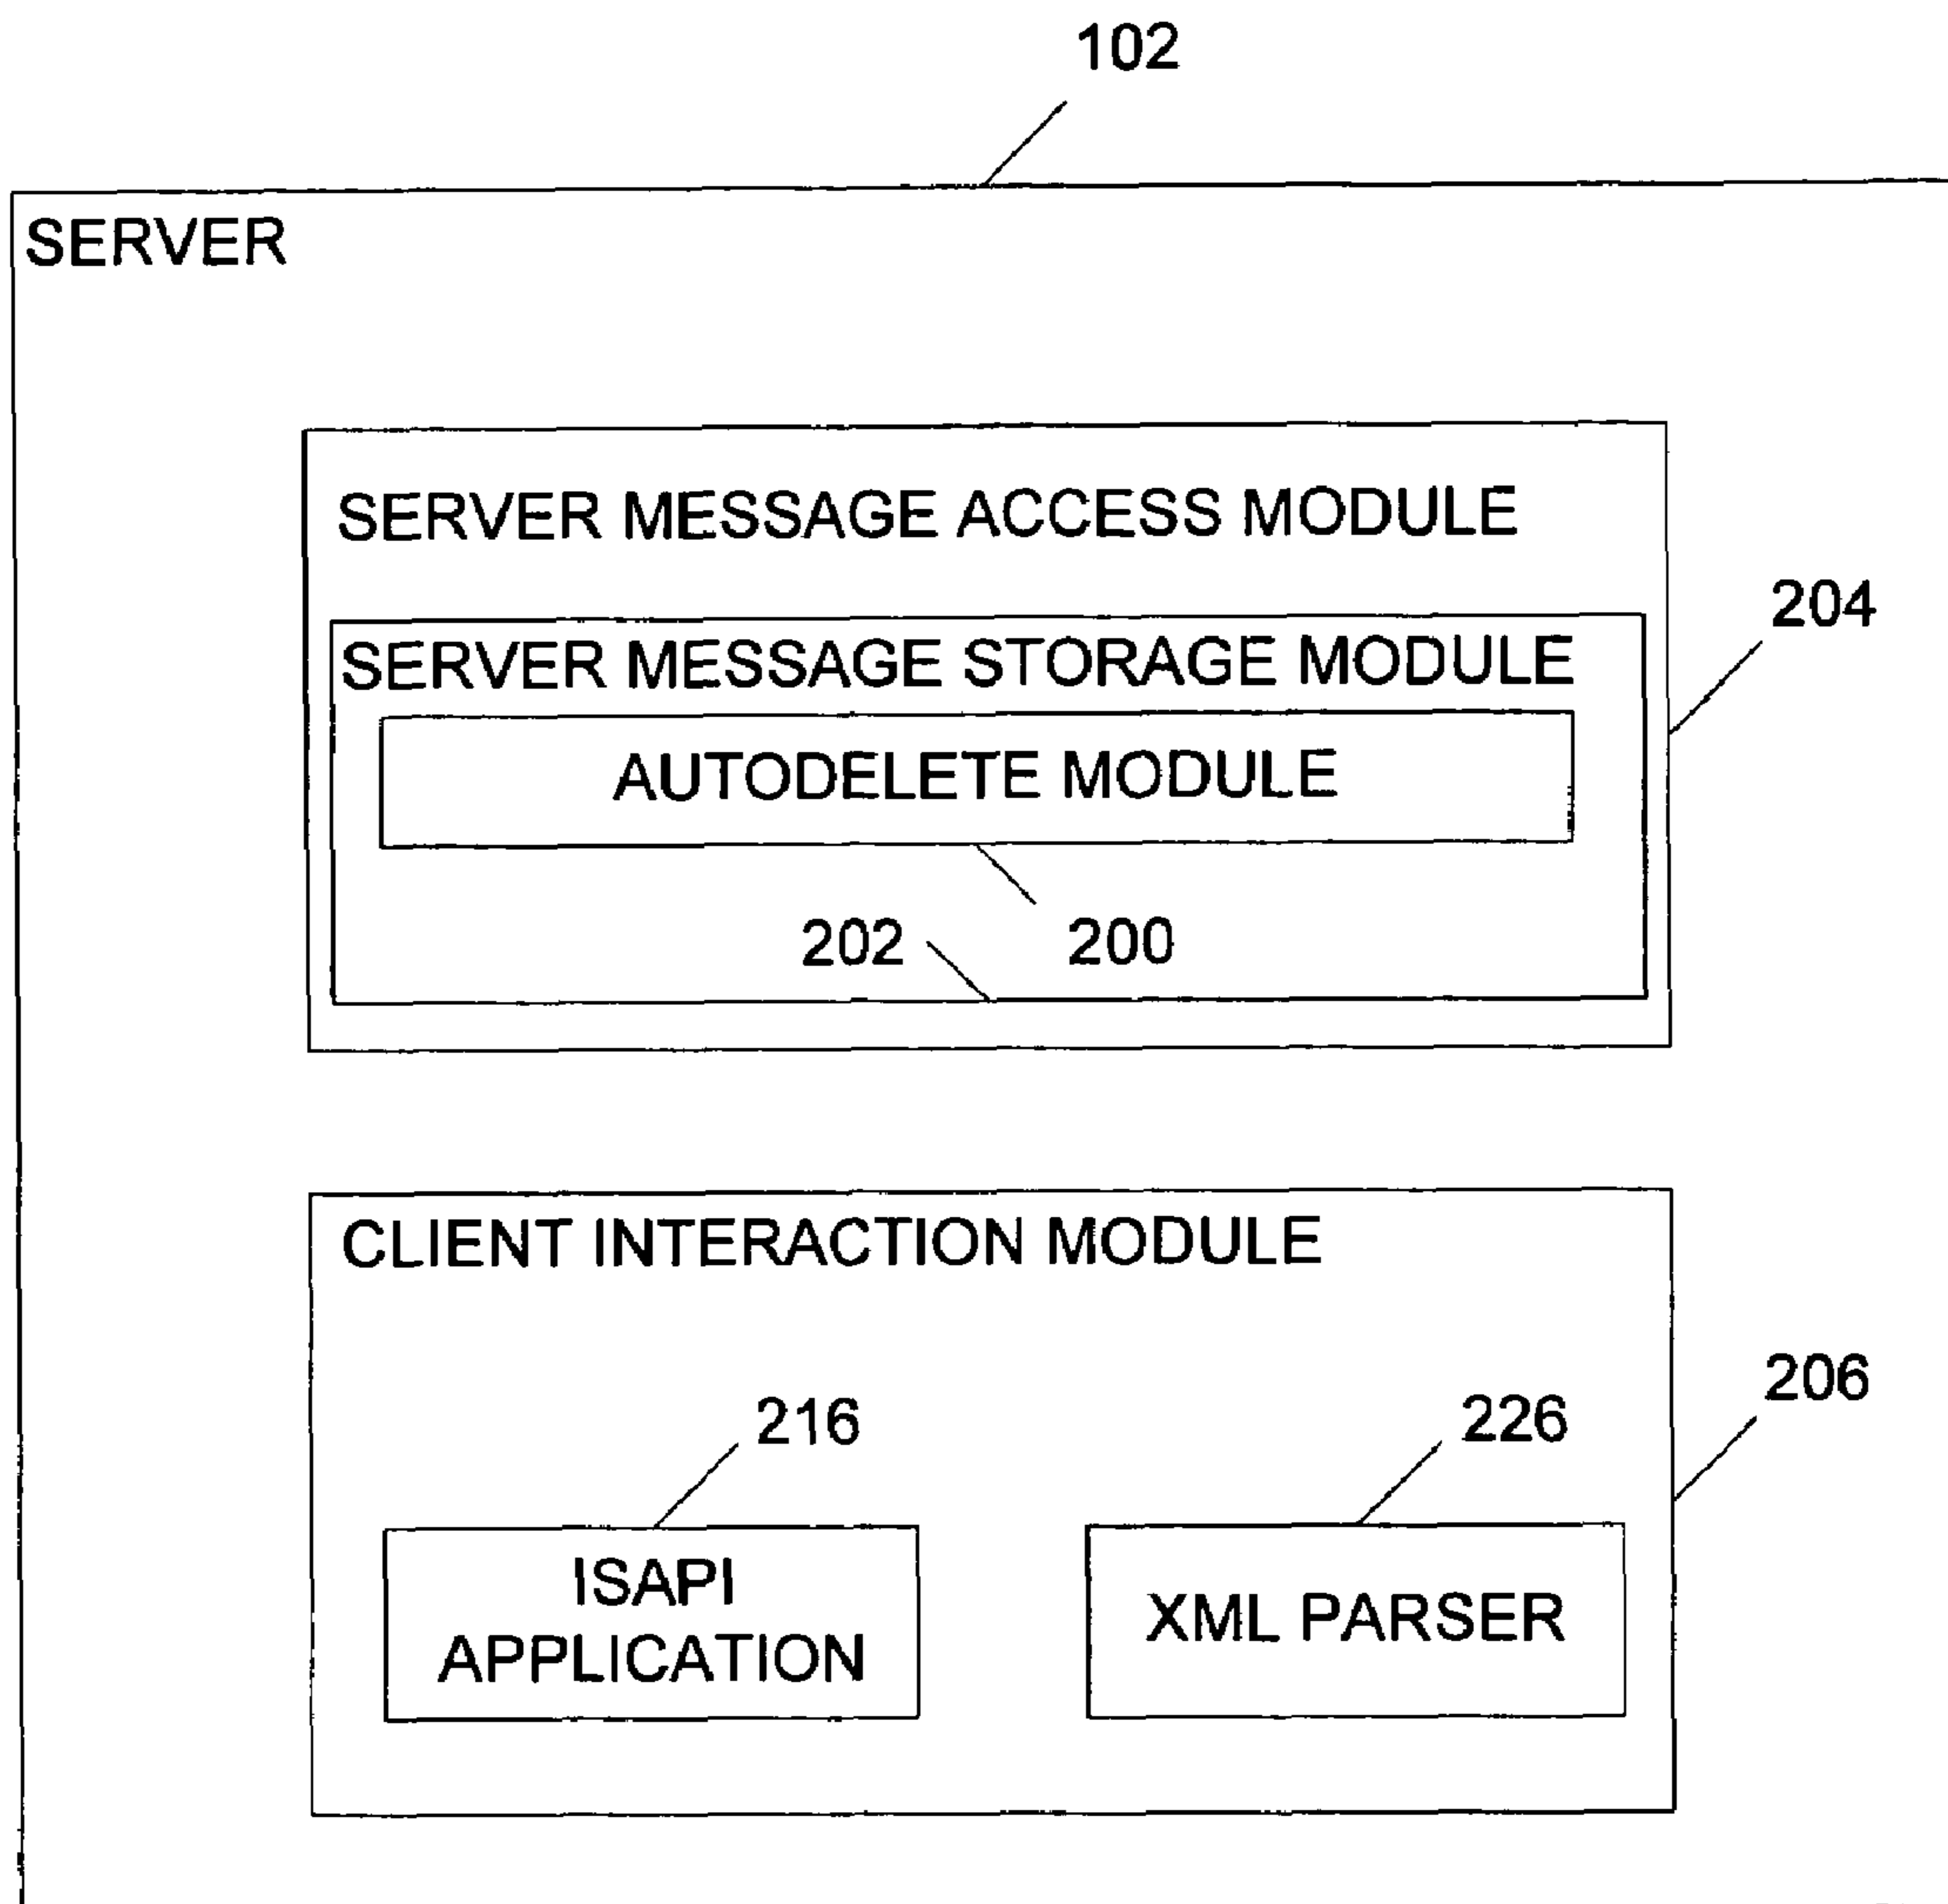 102
SERVER
SERVER MESSAGE ACCESS MODULE
204
SERVER MESSAGE STORAGE MODULE
AUTODELETE MODULE
202
200
CLIENT INTERACTION MODULE
206
216
226
ISAPI
APPLICATION
XML PARSER